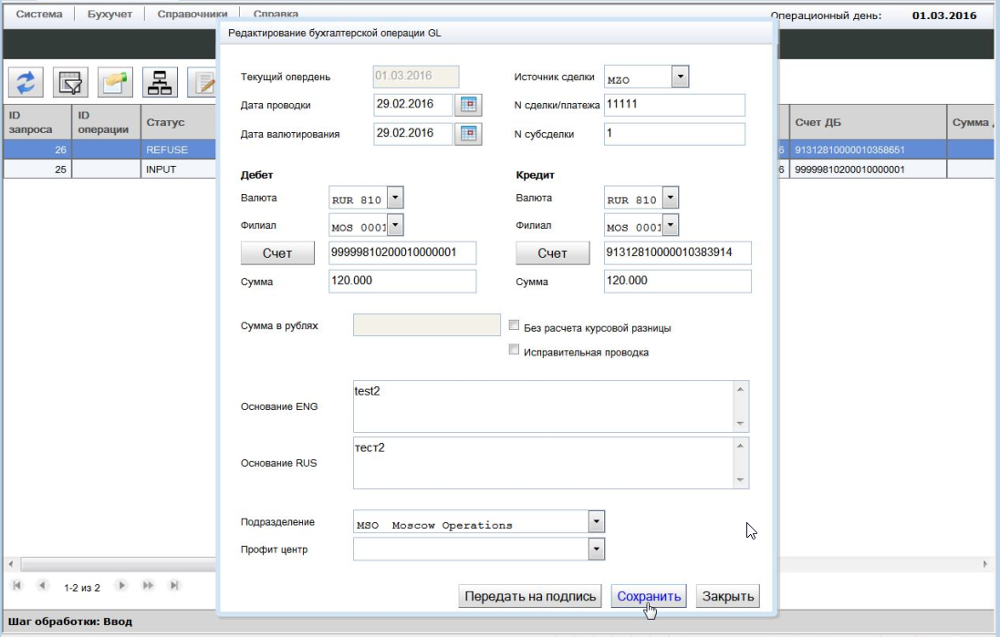 Система Бухучет Справочники Справка Операционный день: 01.03.2016
Редактирование бухгалтерской операции GL
Текущий опердень 01.03.2016 Источник сделки MZO
Дата проводки 29.02.2016 N сделки/платежа 11111
Дата валютирования 29.02.2016 N субсделки 1
ID запроса ID операции Статус Счет ДБ Сумма
26 REFUSE 6 91312810000010358651
25 INPUT 6 99999810200010000001
Дебет Кредит
Валюта RUR 810 Валюта RUR 810
Филиал MOS 0001 Филиал MOS 0001
Счет 99999810200010000001 Счет 91312810000010383914
Сумма 120.000 Сумма 120.000
Сумма в рублях Без расчета курсовой разницы
Исправительная проводка
Основание ENG test2
Основание RUS тест2
Подразделение MSO Moscow Operations
Профит центр
1-2 из 2
Передать на подпись Сохранить Закрыть
Шаг обработки: Ввод